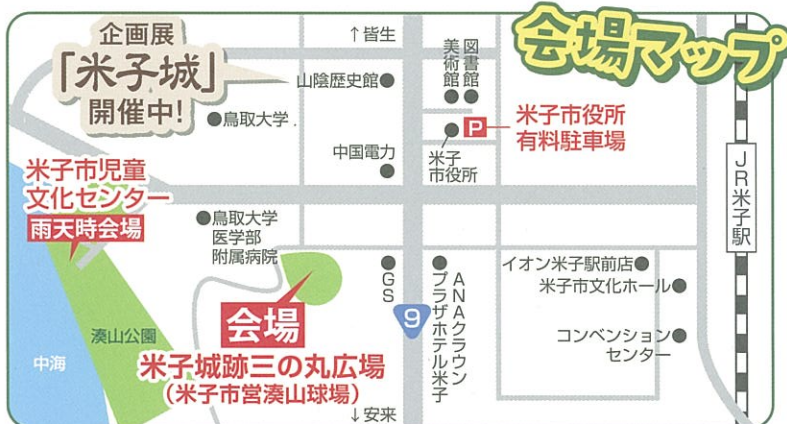 会場マップ
企画展
「米子城」
開催中!
↑皆生
山陰歴史館
美術館
図書館
鳥取大学
P
米子市役所
有料駐車場
米子
市役所
中国電力
JR米子駅
米子市児童
文化センター
雨天時会場
鳥取大学
医学部
附属病院
GS
9
ANAクラウン
プラザホテル米子
イオン米子駅前店
米子市文化ホール
コンベンション
センター
会場
米子城跡三の丸広場
(米子市営湊山球場)
湊山公園
中海
↓安来